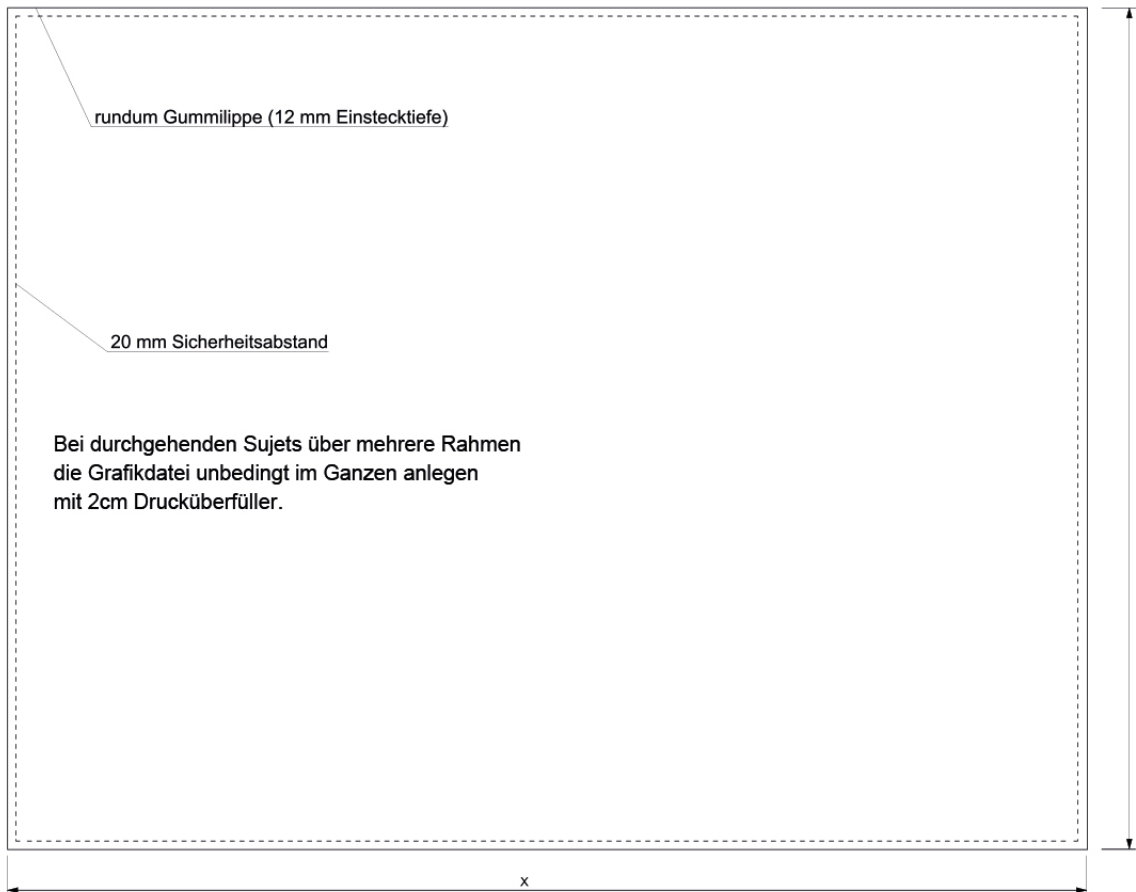 rundum Gummilippe (12 mm Einstecktiefe)
20 mm Sicherheitsabstand
Bei durchgehenden Sujets über mehrere Rahmen
die Grafikdatei unbedingt im Ganzen anlegen
mit 2cm Drucküberfüller.
x